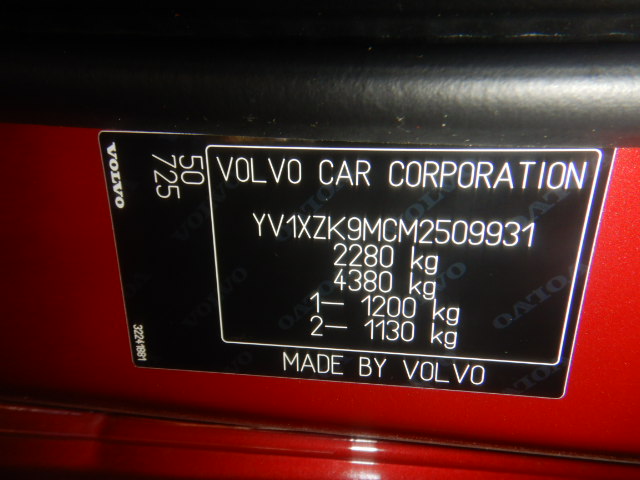 VOLVO
50
725
VOLVO CAR CORPORATION
YV1XZK9MCM2509931
2280 kg
4380 kg
1— 1200 kg
2— 1130 kg
MADE BY VOLVO
32241881